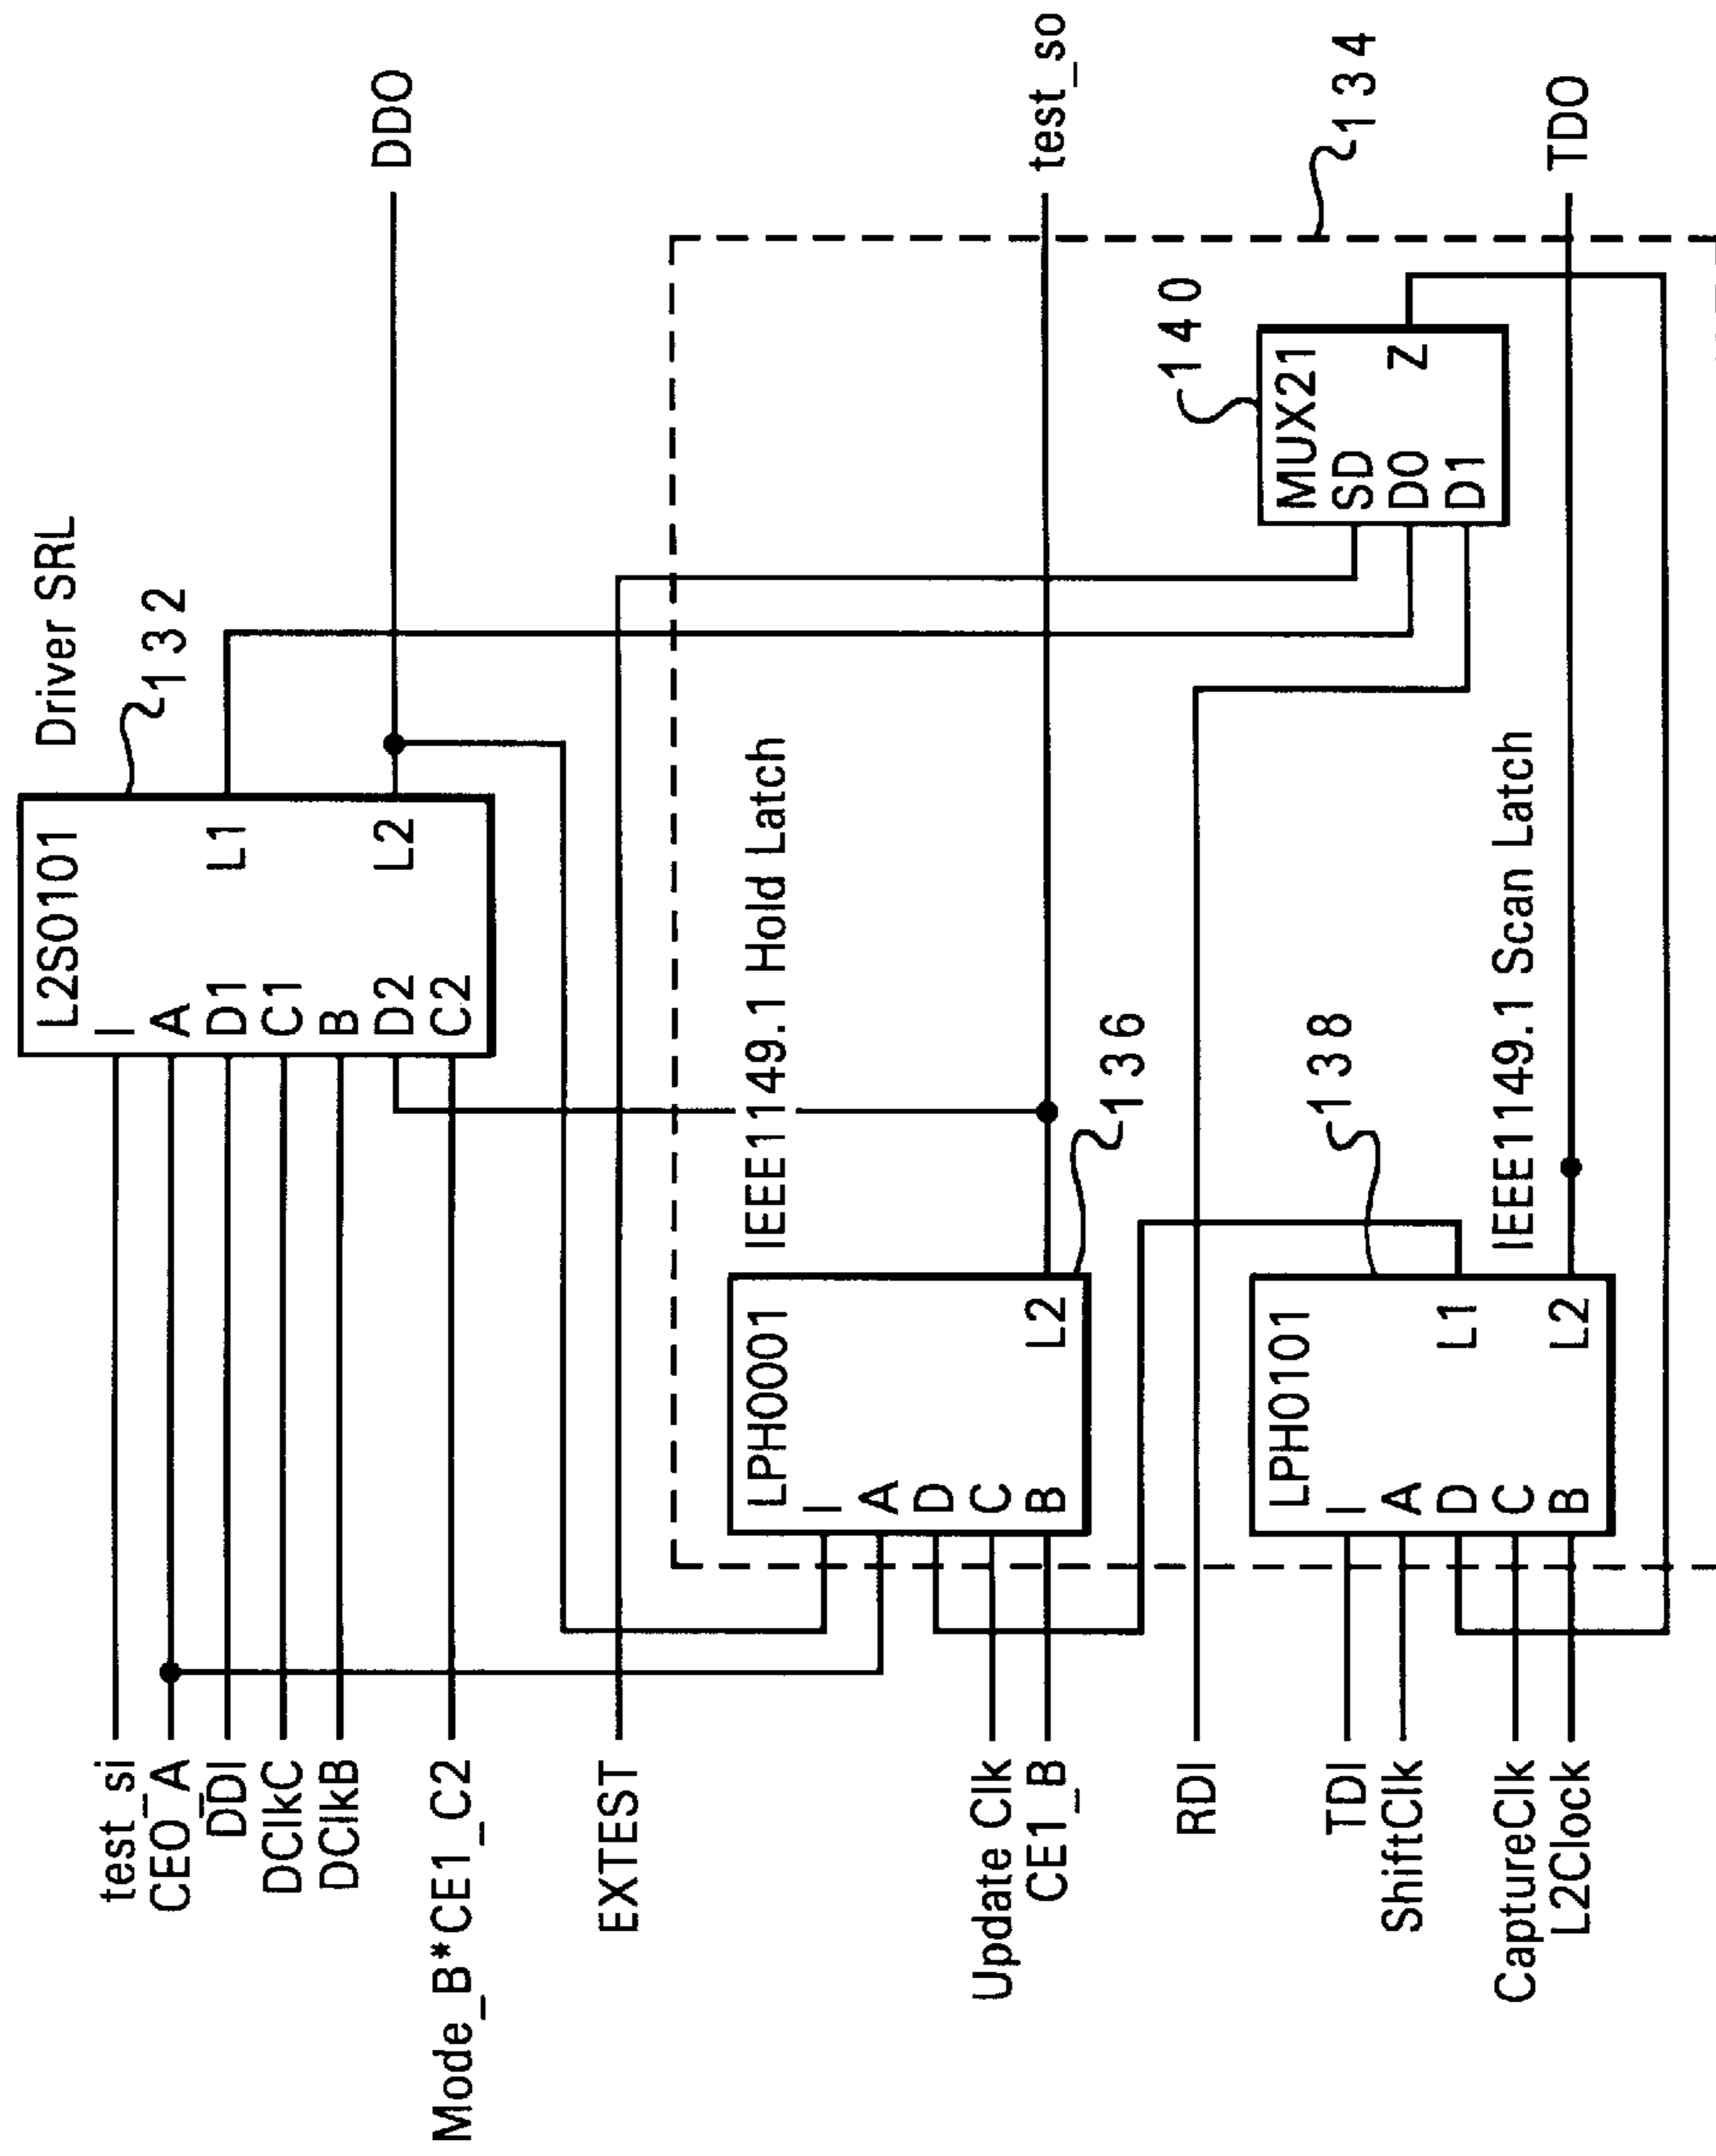 Driver SRL
132
L2S0101
I
A
D1
C1
B
D2
C2
L1
L2
test_si
CEO_A
DDI
DClkC
DClkB
Mode_B*CE1_C2
DDO
EXTEST
IEEE1149.1 Hold Latch
LPH0001
I
A
D
C
B
L2
136
Update Clk
CE1_B
test_so
134
140
MUX21
SD
D0
D1
Z
RDI
138
IEEE1149.1 Scan Latch
LPH0101
I
A
D
C
B
L1
L2
TDI
ShiftClk
CaptureClk
L2Clock
TDO